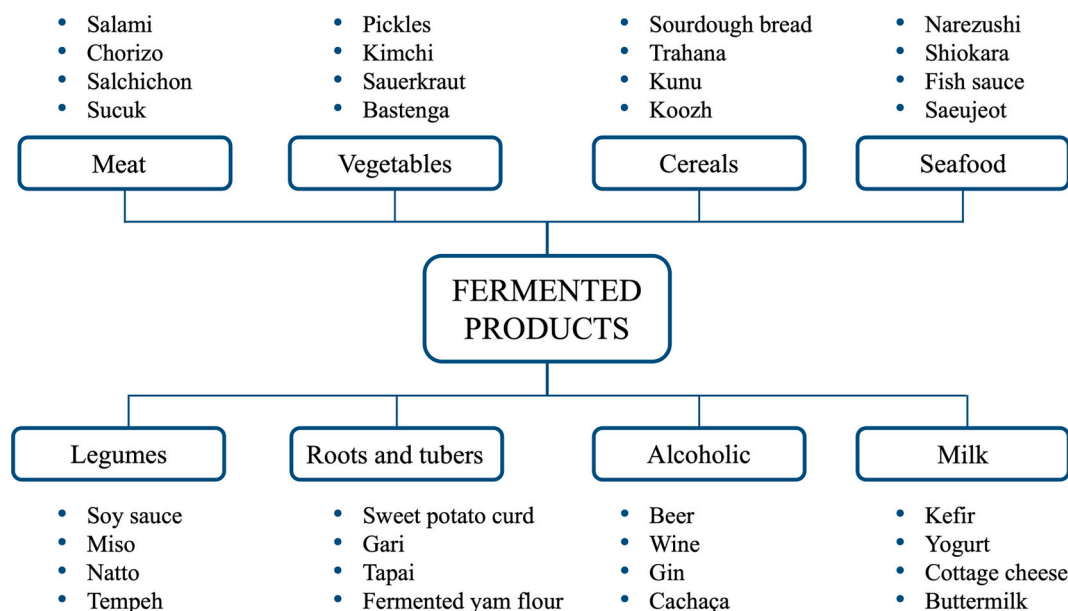 Salami
Chorizo
Salchichon
Sucuk
Pickles
Kimchi
Sauerkraut
Bastenga
Sourdough bread
Trahana
Kunu
Koozh
Narezushi
Shiokara
Fish sauce
Saeujeot
Meat
Vegetables
Cereals
Seafood
FERMENTED
PRODUCTS
Legumes
Roots and tubers
Alcoholic
Milk
Soy sauce
Miso
Natto
Tempeh
Sweet potato curd
Gari
Tapai
Fermented yam flour
Beer
Wine
Gin
Cachaça
Kefir
Yogurt
Cottage cheese
Buttermilk